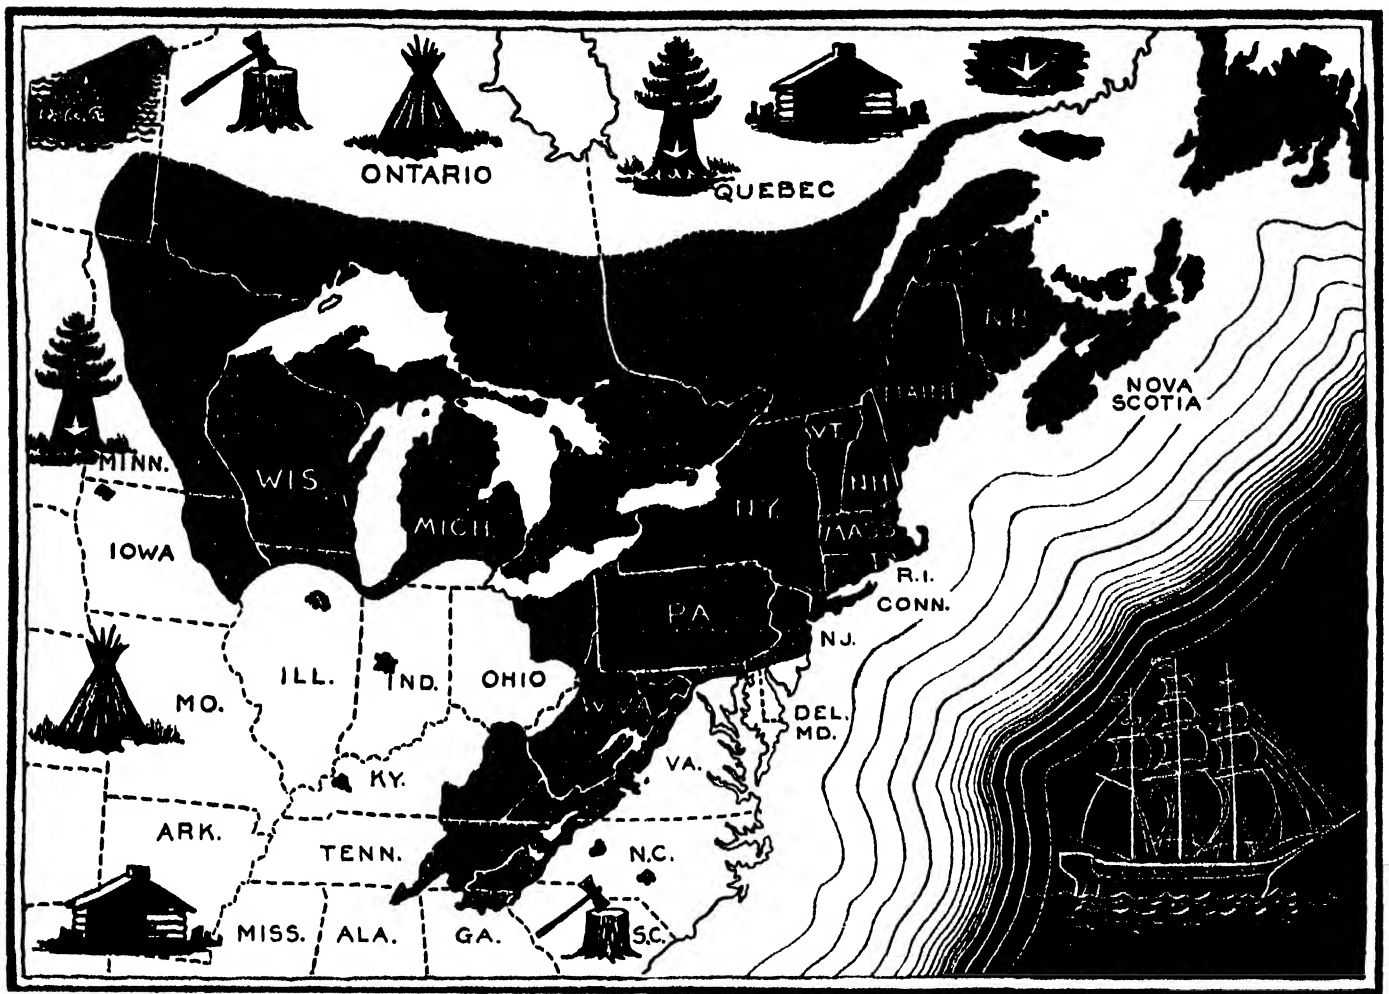 ONTARIO
QUEBEC
N.B.
MAINE
NOVA
SCOTIA
VT.
N.H.
MINN.
WIS.
MICH.
N.Y.
MASS.
IOWA
R.I.
CONN.
PA.
N.J.
ILL.
IND.
OHIO
MO.
W.VA.
DEL.
MD.
VA.
KY.
ARK.
TENN.
N.C.
MISS.
ALA.
GA.
S.C.